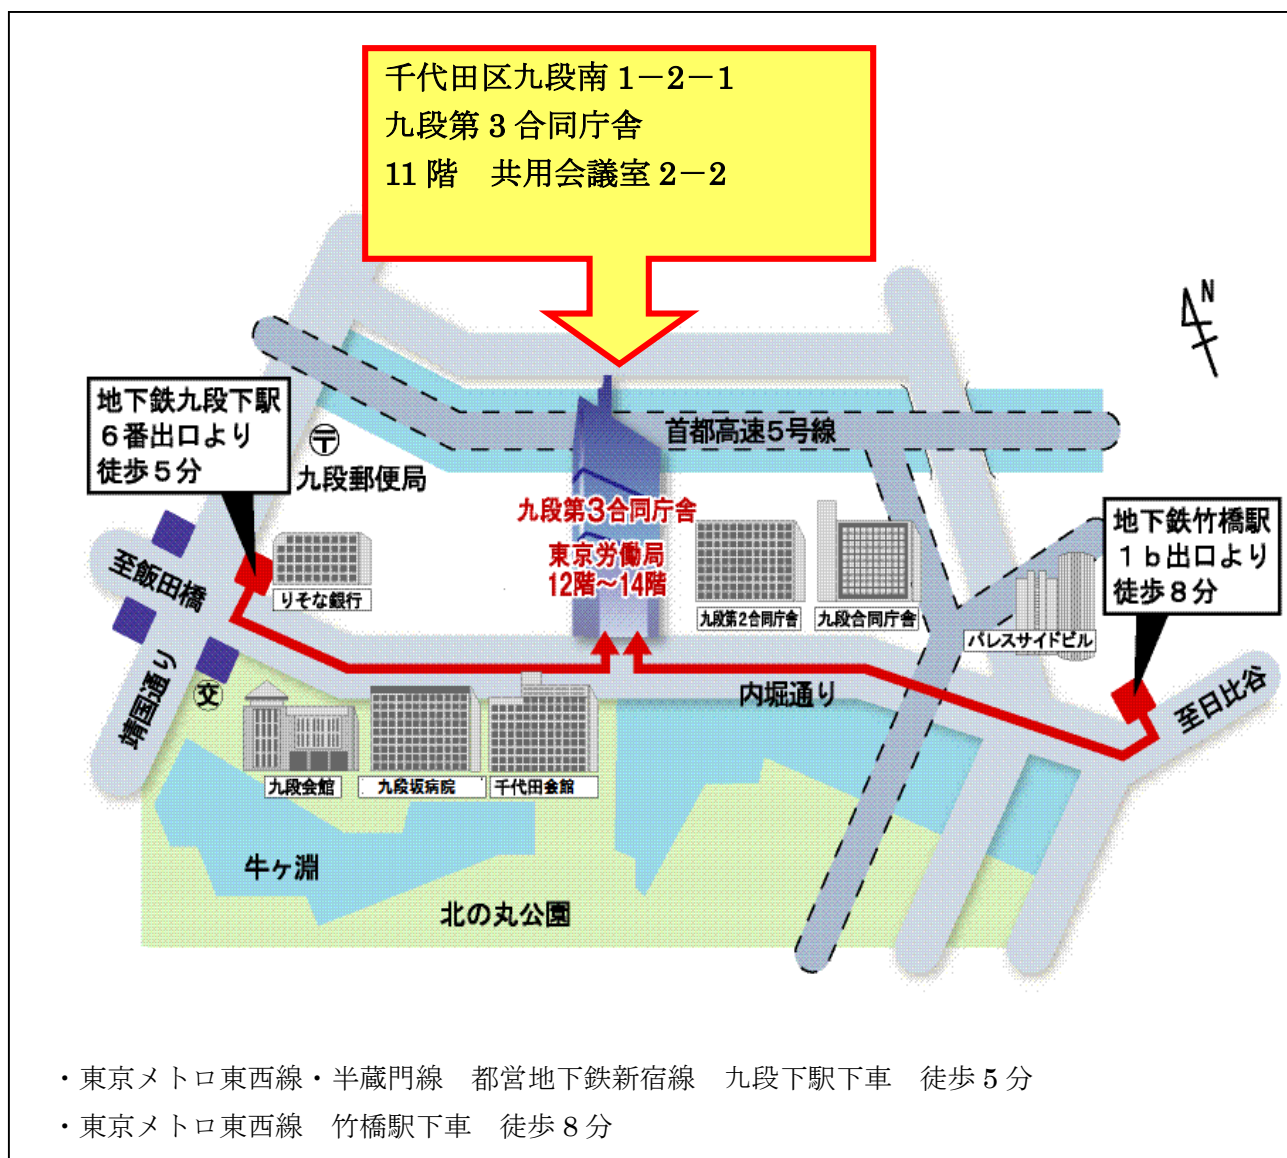 千代田区九段南 1－2－1
九段第 3 合同庁舎
11 階　共用会議室 2－2
N
地下鉄九段下駅
６番出口より
徒歩５分
首都高速5号線
〒
九段郵便局
九段第3合同庁舎
東京労働局
12階～14階
地下鉄竹橋駅
１ｂ出口より
徒歩８分
至飯田橋
りそな銀行
九段第2合同庁舎
九段合同庁舎
パレスサイドビル
靖国通り
交
内堀通り
至日比谷
九段会館
九段坂病院
千代田会館
牛ヶ淵
北の丸公園
・東京メトロ東西線・半蔵門線　都営地下鉄新宿線　九段下駅下車　徒歩 5 分
・東京メトロ東西線　竹橋駅下車　徒歩 8 分